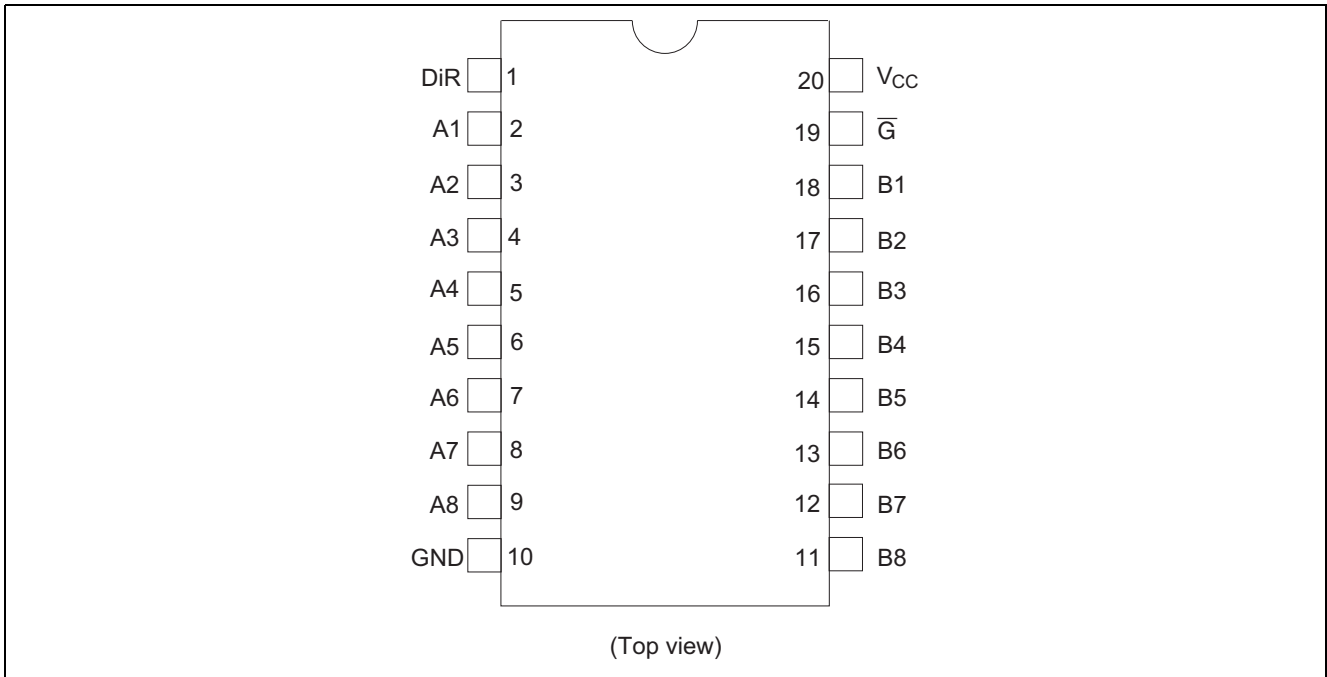 DiR 1 20 V_CC
A1 2 19 G̅
A2 3 18 B1
A3 4 17 B2
A4 5 16 B3
A5 6 15 B4
A6 7 14 B5
A7 8 13 B6
A8 9 12 B7
GND 10 11 B8
(Top view)